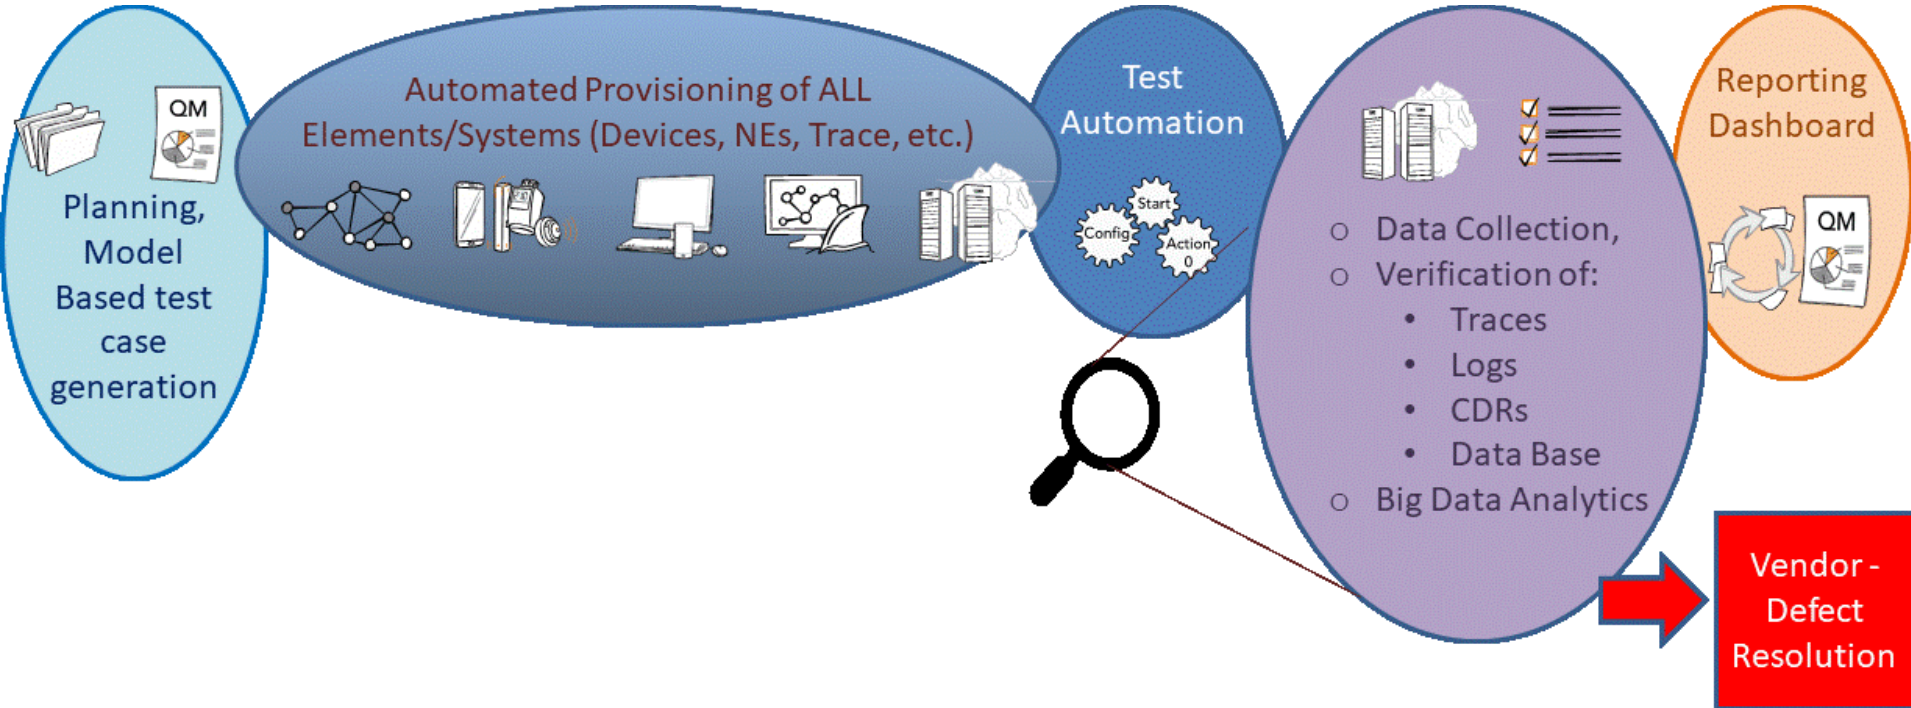 QM
Planning,
Model
Based test
case
generation
Automated Provisioning of ALL
Elements/Systems (Devices, NEs, Trace, etc.)
Test
Automation
Start
Config
Action
0
o Data Collection,
o Verification of:
• Traces
• Logs
• CDRs
• Data Base
o Big Data Analytics
Reporting
Dashboard
QM
Vendor -
Defect
Resolution